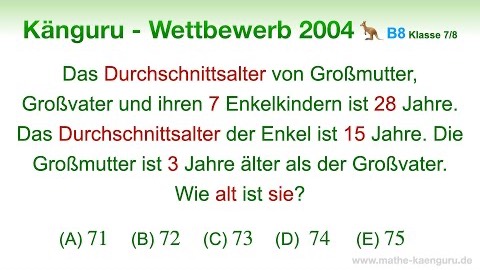 Känguru - Wettbewerb 2004 🦘 B8 Klasse 7/8
Das Durchschnittsalter von Großmutter,
Großvater und ihren 7 Enkelkindern ist 28 Jahre.
Das Durchschnittsalter der Enkel ist 15 Jahre. Die
Großmutter ist 3 Jahre älter als der Großvater.
Wie alt ist sie?
(A) 71 (B) 72 (C) 73 (D) 74 (E) 75
www.mathe-kaenguru.de